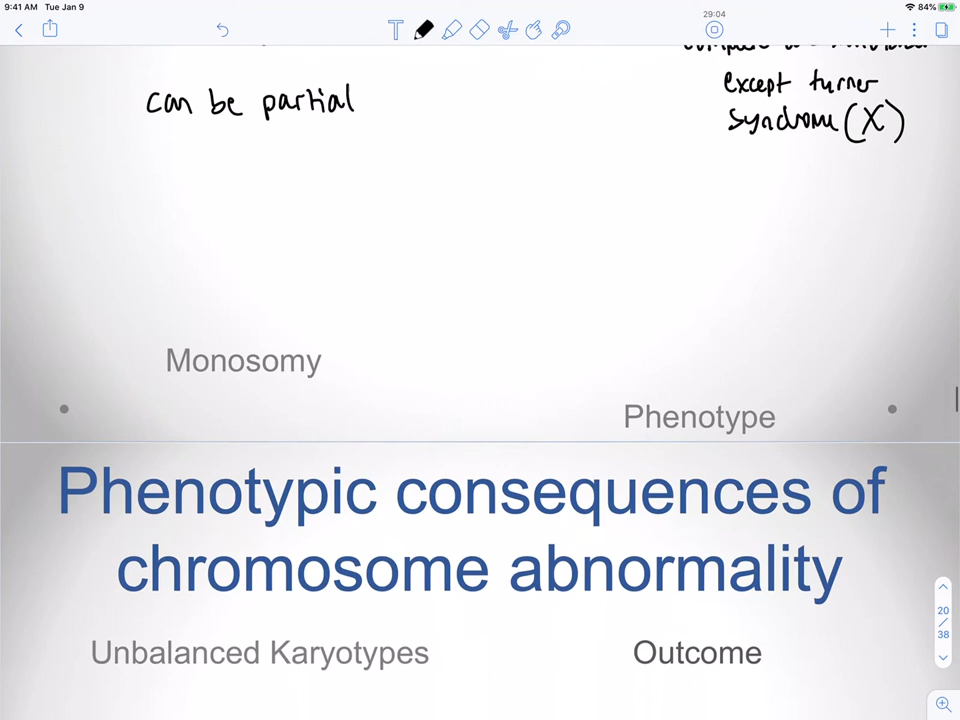 9:41 AM Tue Jan 9
84%
29:04
T
except turner
can be partial
syndrome (X)
Monosomy
Phenotype
Phenotypic consequences of
chromosome abnormality
Unbalanced Karyotypes
Outcome
20
/
38